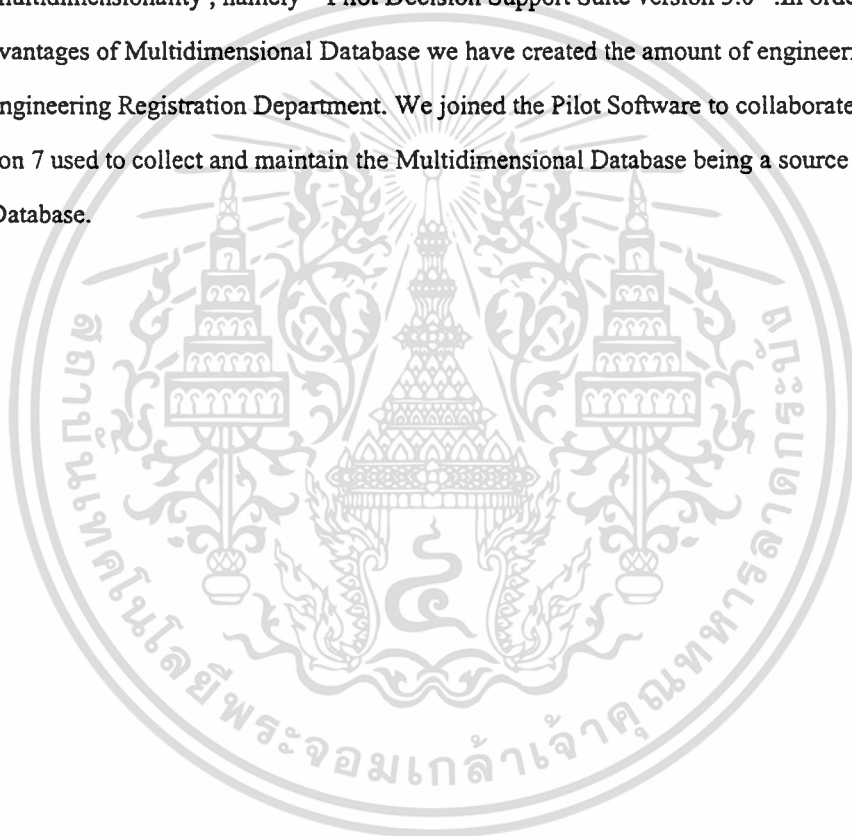 multidimensionality , namely " Pilot Decision Support Suite version 5.0 " .In orde
vantages of Multidimensional Database we have created the amount of engineer
ngineering Registration Department. We joined the Pilot Software to collaborate
on 7 used to collect and maintain the Multidimensional Database being a source
Database.
สถาบันเทคโนโลยีพระจอมเกล้าเจ้าคุณทหารลาดกระบัง